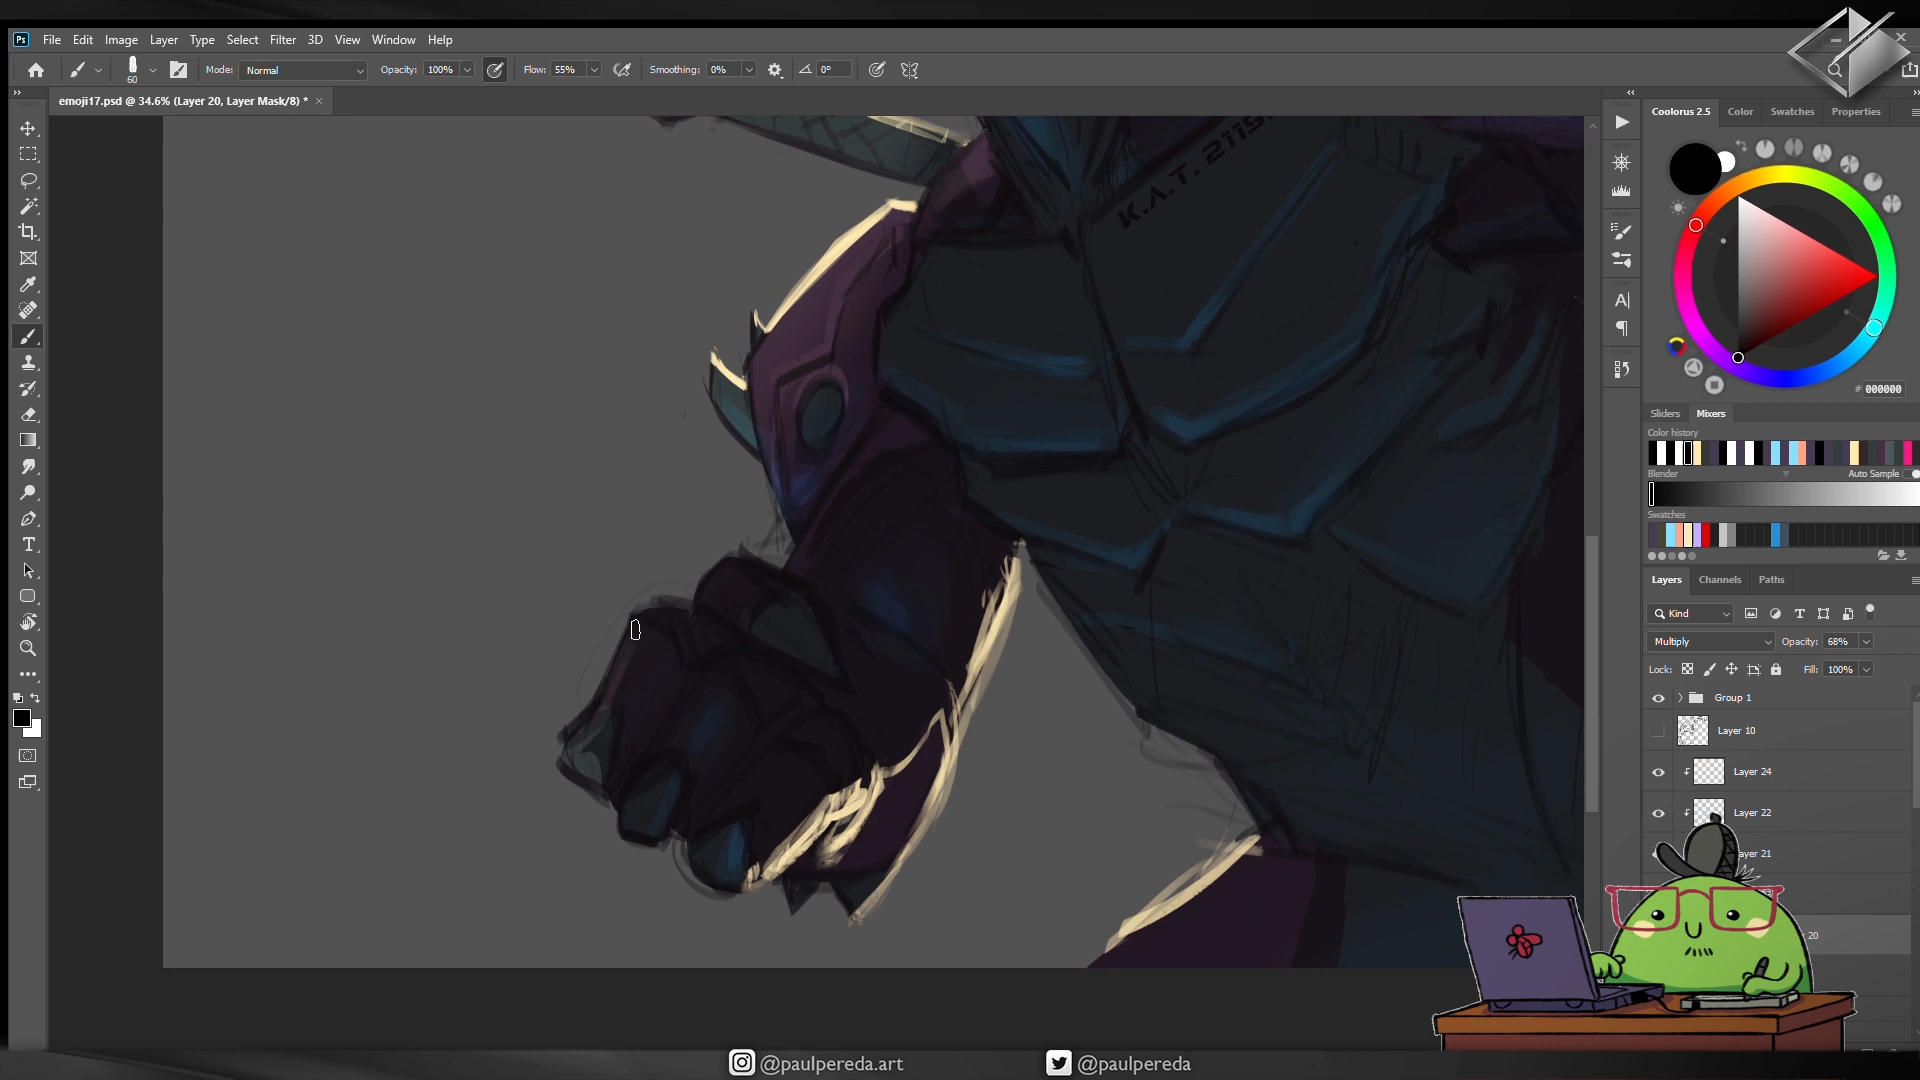 Ps File Edit Image Layer Type Select Filter 3D View Window Help
60 Mode: Normal Opacity: 100% Flow: 55% Smoothing: 0% 0°
emoji17.psd @ 34.6% (Layer 20, Layer Mask/8) * ×
Coolorus 2.5 Color Swatches Properties
K.A.T.
# 000000
Sliders Mixers
Color history
Blender Auto Sample
Swatches
Layers Channels Paths
Kind
Multiply Opacity: 68%
Lock: Fill: 100%
Group 1
Layer 10
Layer 24
Layer 22
ayer 21
20
@paulpereda.art @paulpereda